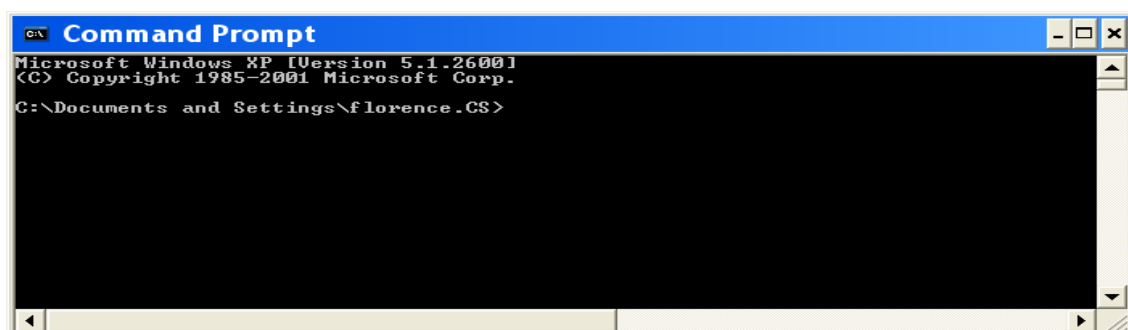 Command Prompt
Microsoft Windows XP [Version 5.1.2600]
(C) Copyright 1985-2001 Microsoft Corp.
C:\Documents and Settings\florence.CS>